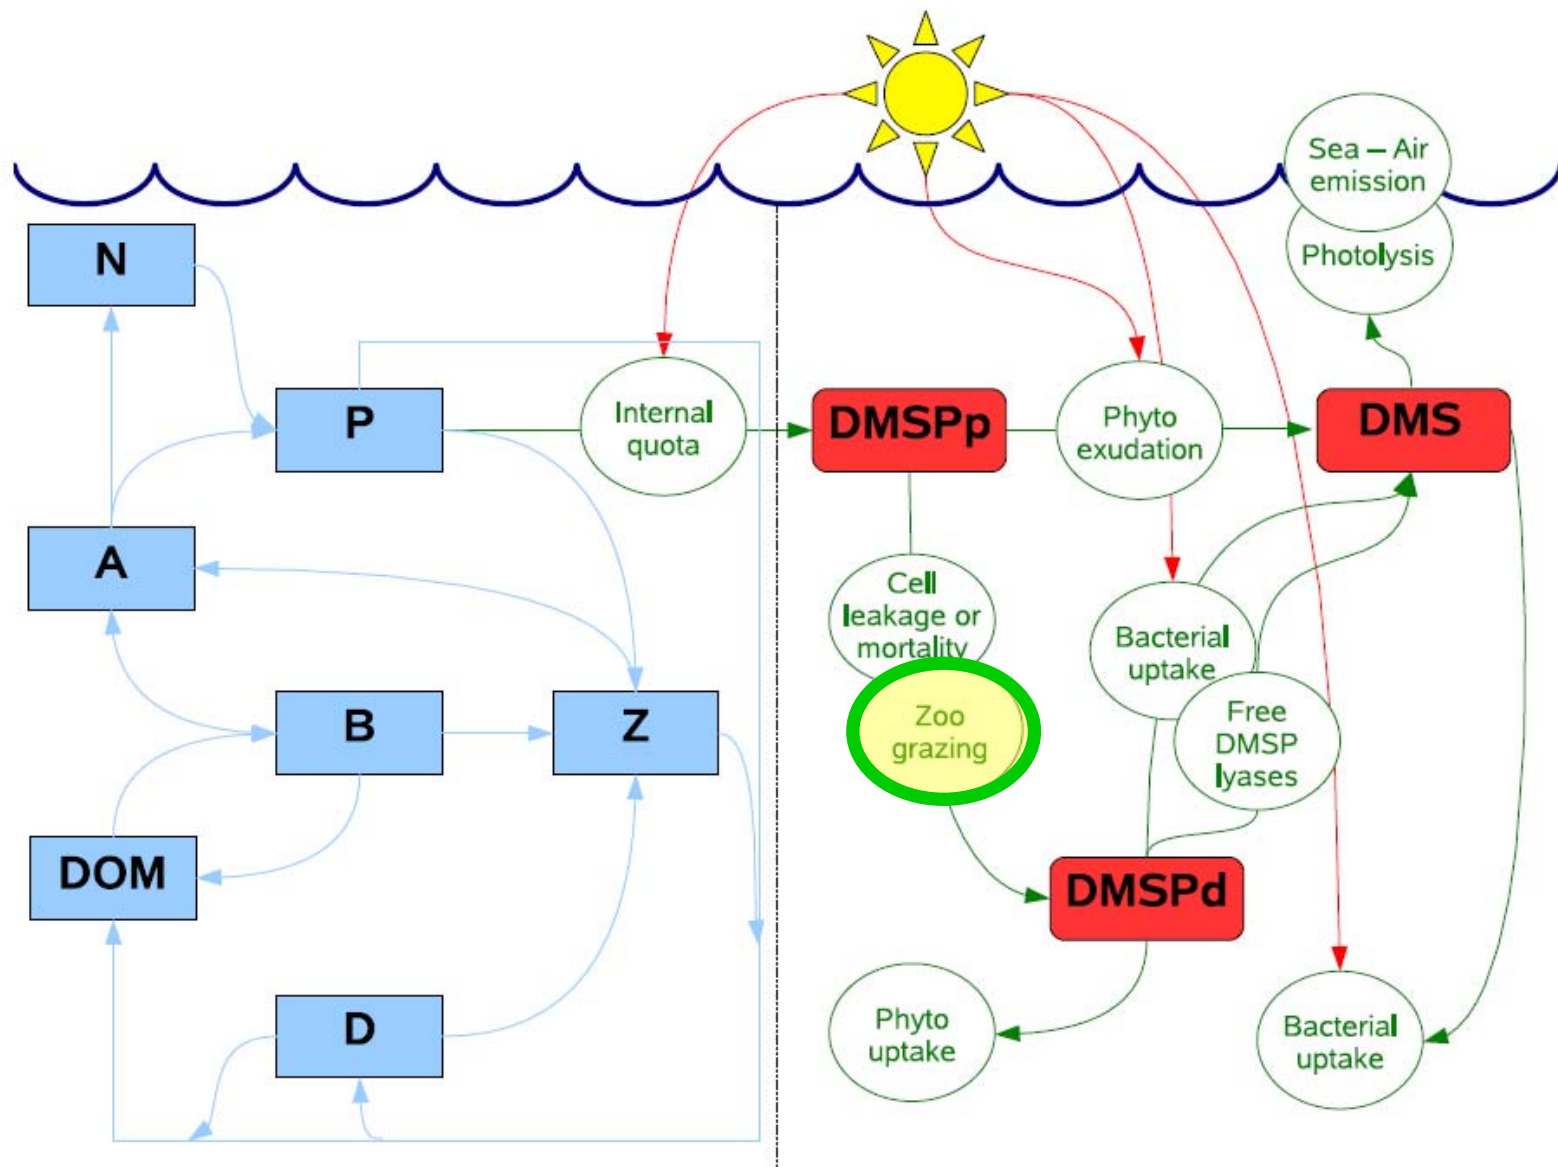 Sea – Air
emission
N
Photolysis
P
Internal
quota
DMSPp
Phyto
exudation
DMS
A
Cell
leakage or
mortality
Bacterial
uptake
B
Z
Zoo
grazing
Free
DMSP
lyases
DOM
DMSPd
D
Phyto
uptake
Bacterial
uptake